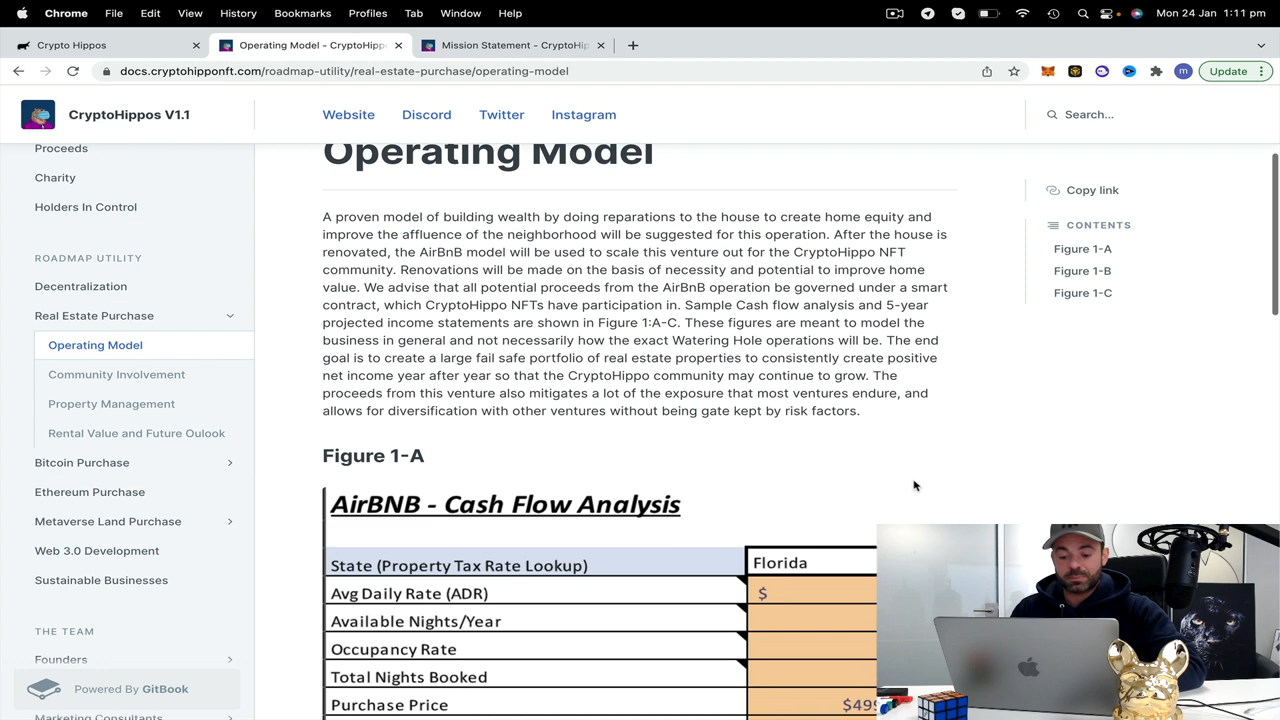 Chrome File Edit View History Bookmarks Profiles Tab Window Help Mon 24 Jan 1:11 pm
Crypto Hippos Operating Model - CryptoHipp Mission Statement - CryptoHip
docs.cryptohipponft.com/roadmap-utility/real-estate-purchase/operating-model m Update
CryptoHippos V1.1 Website Discord Twitter Instagram Search...
Proceeds
Charity
Holders In Control
ROADMAP UTILITY
Decentralization
Real Estate Purchase
Operating Model
Community Involvement
Property Management
Rental Value and Future Oulook
Bitcoin Purchase
Ethereum Purchase
Metaverse Land Purchase
Web 3.0 Development
Sustainable Businesses
THE TEAM
Founders
Powered By GitBook
Marketing Consultants
Operating Model
A proven model of building wealth by doing reparations to the house to create home equity and
improve the affluence of the neighborhood will be suggested for this operation. After the house is
renovated, the AirBnB model will be used to scale this venture out for the CryptoHippo NFT
community. Renovations will be made on the basis of necessity and potential to improve home
value. We advise that all potential proceeds from the AirBnB operation be governed under a smart
contract, which CryptoHippo NFTs have participation in. Sample Cash flow analysis and 5-year
projected income statements are shown in Figure 1:A-C. These figures are meant to model the
business in general and not necessarily how the exact Watering Hole operations will be. The end
goal is to create a large fail safe portfolio of real estate properties to consistently create positive
net income year after year so that the CryptoHippo community may continue to grow. The
proceeds from this venture also mitigates a lot of the exposure that most ventures endure, and
allows for diversification with other ventures without being gate kept by risk factors.
Figure 1-A
AirBNB - Cash Flow Analysis
State (Property Tax Rate Lookup) Florida
Avg Daily Rate (ADR) $
Available Nights/Year
Occupancy Rate
Total Nights Booked
Purchase Price $49
Copy link
CONTENTS
Figure 1-A
Figure 1-B
Figure 1-C